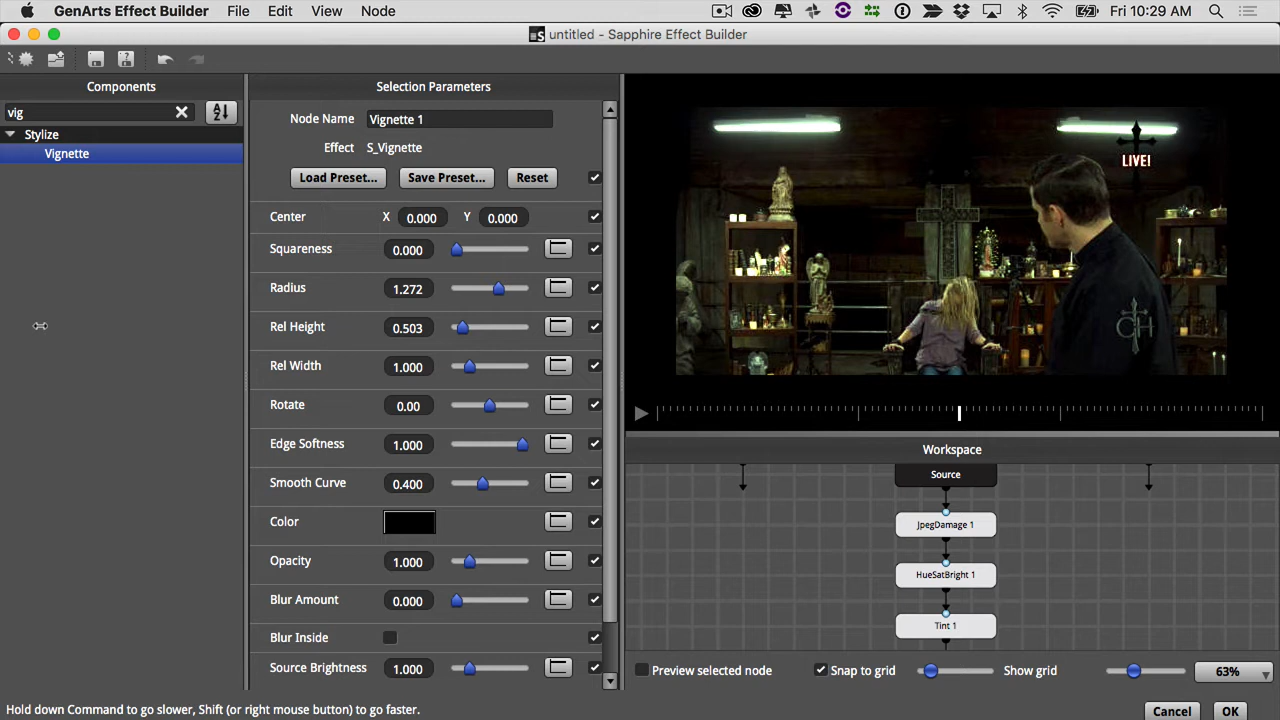 GenArts Effect Builder File Edit View Node Fri 10:29 AM
untitled - Sapphire Effect Builder
Components
vig
A Z
Stylize
Vignette
Selection Parameters
Node Name Vignette 1
Effect S_Vignette
Load Preset... Save Preset... Reset
Center X 0.000 Y 0.000
Squareness 0.000
Radius 1.272
Rel Height 0.503
Rel Width 1.000
Rotate 0.00
Edge Softness 1.000
Smooth Curve 0.400
Color
Opacity 1.000
Blur Amount 0.000
Blur Inside
Source Brightness 1.000
LIVE!
CH
Workspace
Source
JpegDamage 1
HueSatBright 1
Tint 1
Preview selected node Snap to grid Show grid 63%
Hold down Command to go slower, Shift (or right mouse button) to go faster.
Cancel OK